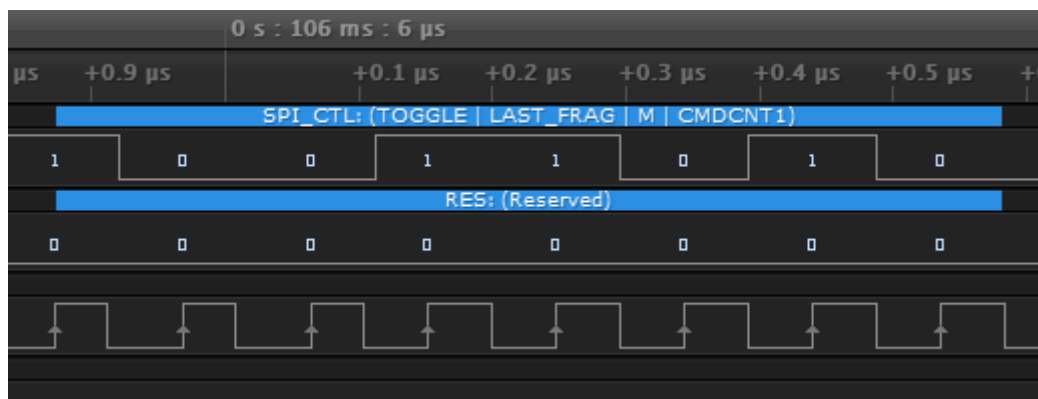 0 s : 106 ms : 6 µs
µs +0.9 µs +0.1 µs +0.2 µs +0.3 µs +0.4 µs +0.5 µs +
SPI_CTL: (TOGGLE | LAST_FRAG | M | CMDCNT1)
1 0 0 1 1 0 1 0
RES: (Reserved)
0 0 0 0 0 0 0 0